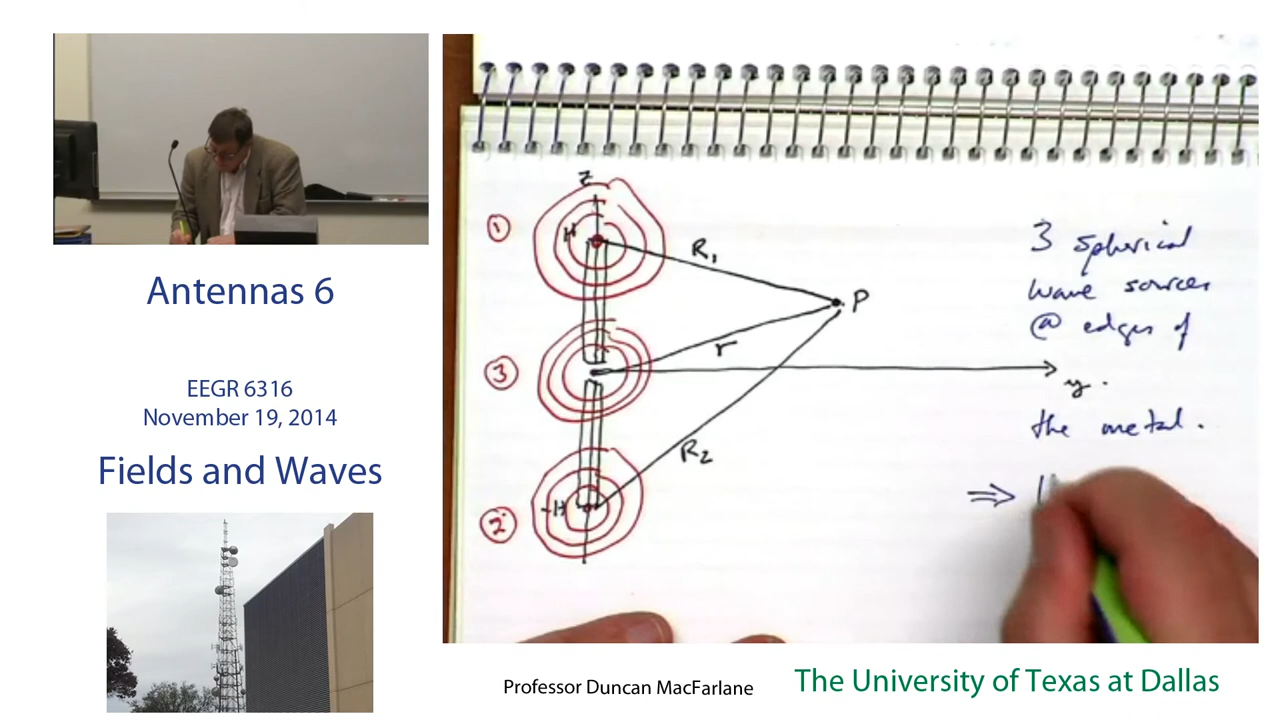 Antennas 6
EEGR 6316
November 19, 2014
Fields and Waves
z
①
H
R₁
P
r
③
y.
R₂
-H
②
3 spherical
wave sources
@ edges of
the metal.
⇒
Professor Duncan MacFarlane
The University of Texas at Dallas